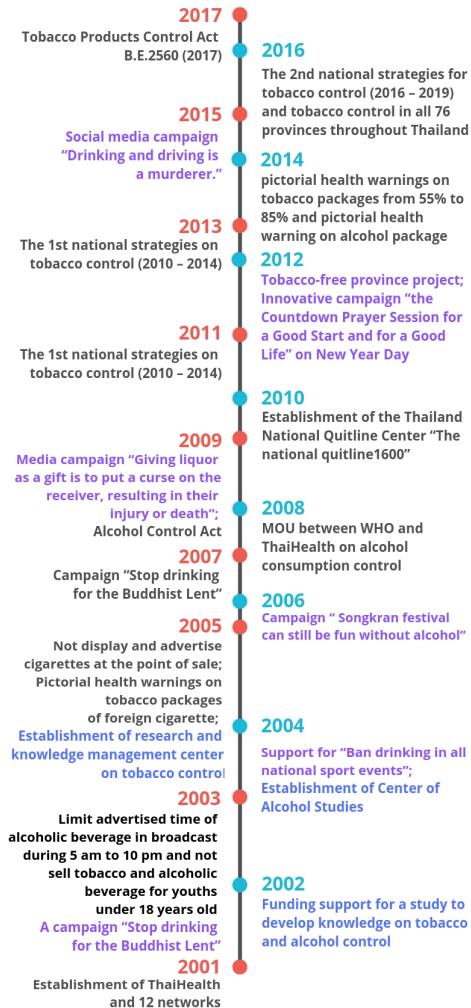 2017
Tobacco Products Control Act
B.E.2560 (2017)
2016
The 2nd national strategies for
tobacco control (2016 – 2019)
and tobacco control in all 76
provinces throughout Thailand
2015
Social media campaign
“Drinking and driving is
a murderer.”
2014
pictorial health warnings on
tobacco packages from 55% to
85% and pictorial health
warning on alcohol package
2013
The 1st national strategies on
tobacco control (2010 – 2014)
2012
Tobacco-free province project;
Innovative campaign “the
Countdown Prayer Session for
a Good Start and for a Good
Life” on New Year Day
2011
The 1st national strategies on
tobacco control (2010 – 2014)
2010
Establishment of the Thailand
National Quitline Center “The
national quitline1600”
2009
Media campaign “Giving liquor
as a gift is to put a curse on the
receiver, resulting in their
injury or death”;
Alcohol Control Act
2008
MOU between WHO and
ThaiHealth on alcohol
consumption control
2007
Campaign “Stop drinking
for the Buddhist Lent”
2006
Campaign “ Songkran festival
can still be fun without alcohol”
2005
Not display and advertise
cigarettes at the point of sale;
Pictorial health warnings on
tobacco packages
of foreign cigarette;
Establishment of research and
knowledge management center
on tobacco control
2004
Support for “Ban drinking in all
national sport events”;
Establishment of Center of
Alcohol Studies
2003
Limit advertised time of
alcoholic beverage in broadcast
during 5 am to 10 pm and not
sell tobacco and alcoholic
beverage for youths
under 18 years old
A campaign “Stop drinking
for the Buddhist Lent”
2002
Funding support for a study to
develop knowledge on tobacco
and alcohol control
2001
Establishment of ThaiHealth
and 12 networks